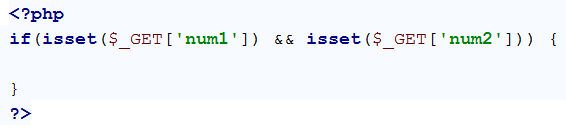 <?php
if(isset($_GET['num1']) && isset($_GET['num2'])) {
}
?>